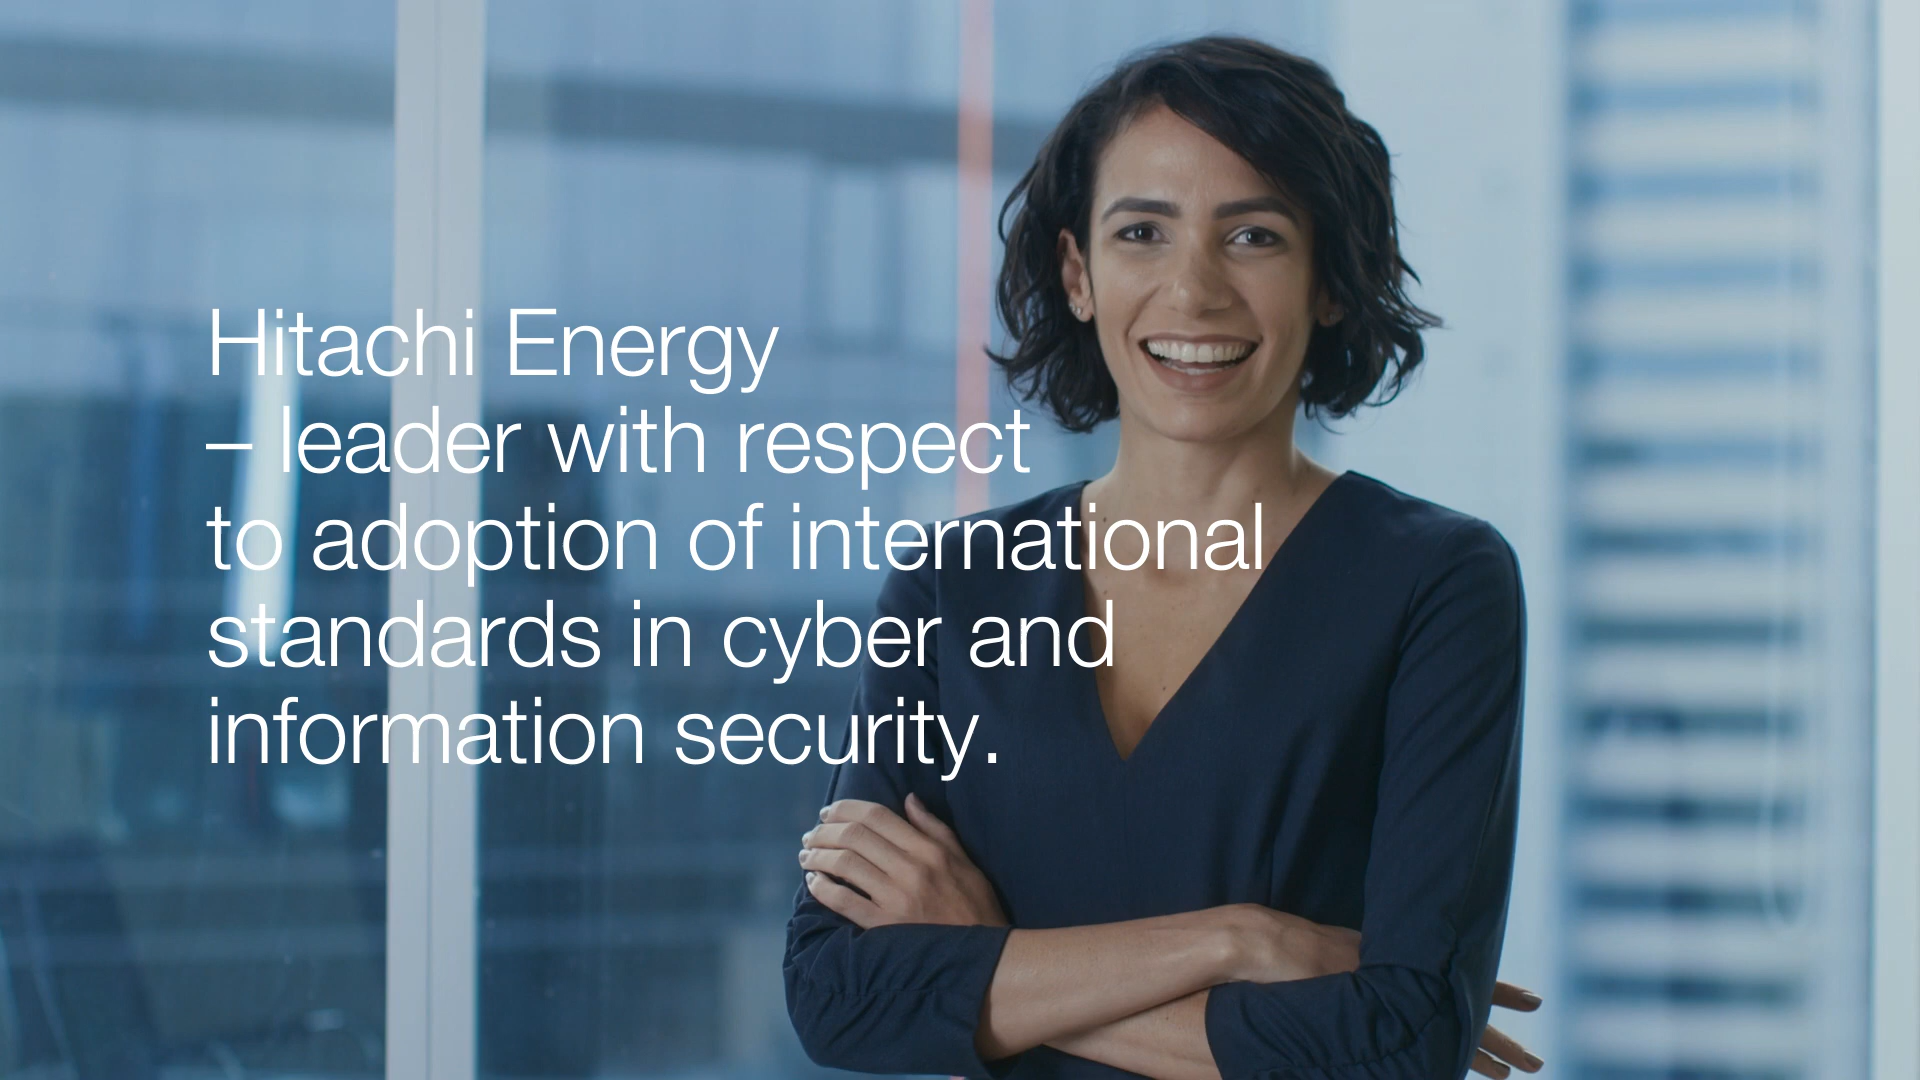 Hitachi Energy
– leader with respect
to adoption of international
standards in cyber and
information security.